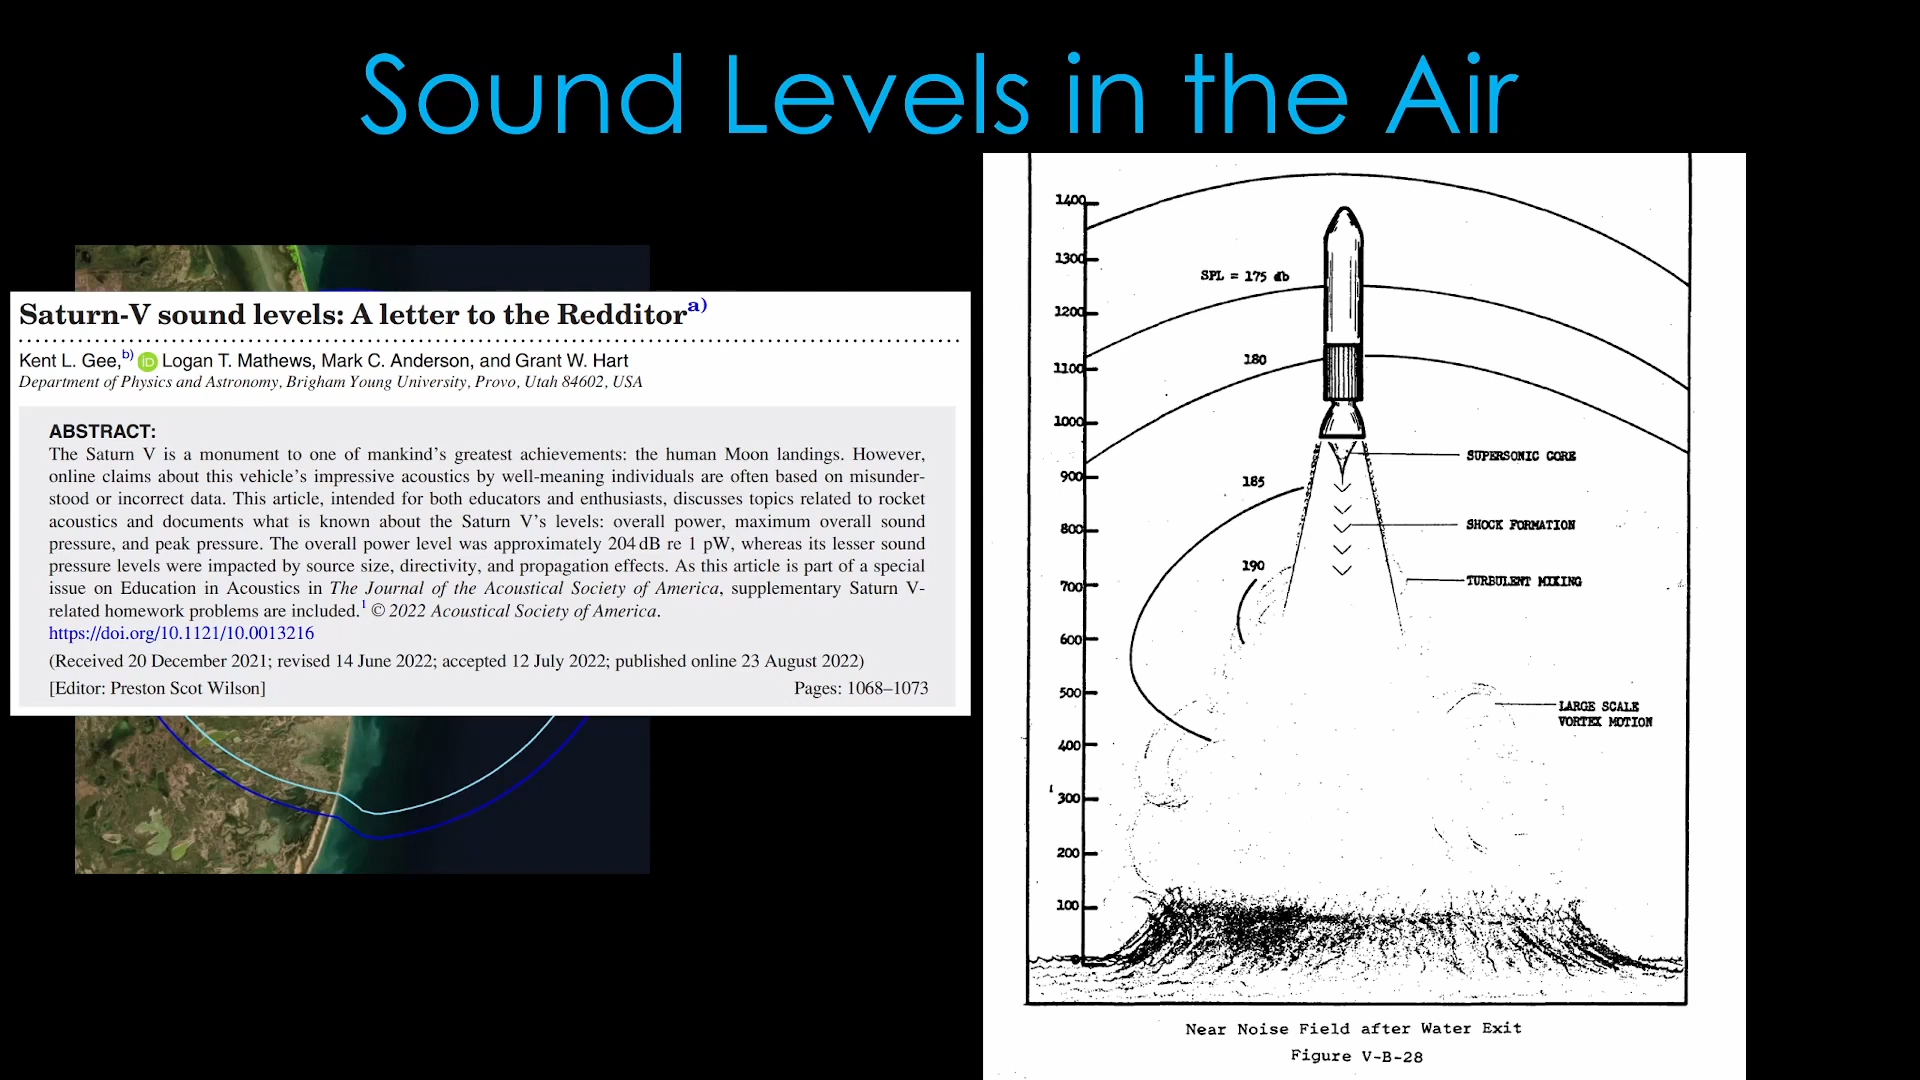 Sound Levels in the Air
Saturn-V sound levels: A letter to the Redditor a)
Kent L. Gee, b) iD Logan T. Mathews, Mark C. Anderson, and Grant W. Hart
Department of Physics and Astronomy, Brigham Young University, Provo, Utah 84602, USA
ABSTRACT:
The Saturn V is a monument to one of mankind's greatest achievements: the human Moon landings. However,
online claims about this vehicle's impressive acoustics by well-meaning individuals are often based on misunder-
stood or incorrect data. This article, intended for both educators and enthusiasts, discusses topics related to rocket
acoustics and documents what is known about the Saturn V's levels: overall power, maximum overall sound
pressure, and peak pressure. The overall power level was approximately 204 dB re 1 pW, whereas its lesser sound
pressure levels were impacted by source size, directivity, and propagation effects. As this article is part of a special
issue on Education in Acoustics in The Journal of the Acoustical Society of America, supplementary Saturn V-
related homework problems are included.1 © 2022 Acoustical Society of America.
https://doi.org/10.1121/10.0013216
(Received 20 December 2021; revised 14 June 2022; accepted 12 July 2022; published online 23 August 2022)
[Editor: Preston Scot Wilson] Pages: 1068–1073
1400
1300
SPL = 175 db
1200
180
1100
1000
SUPERSONIC CORE
900
185
SHOCK FORMATION
800
190
TURBULENT MIXING
700
600
500
LARGE SCALE
VORTEX MOTION
400
300
200
100
0
Near Noise Field after Water Exit
Figure V-B-28